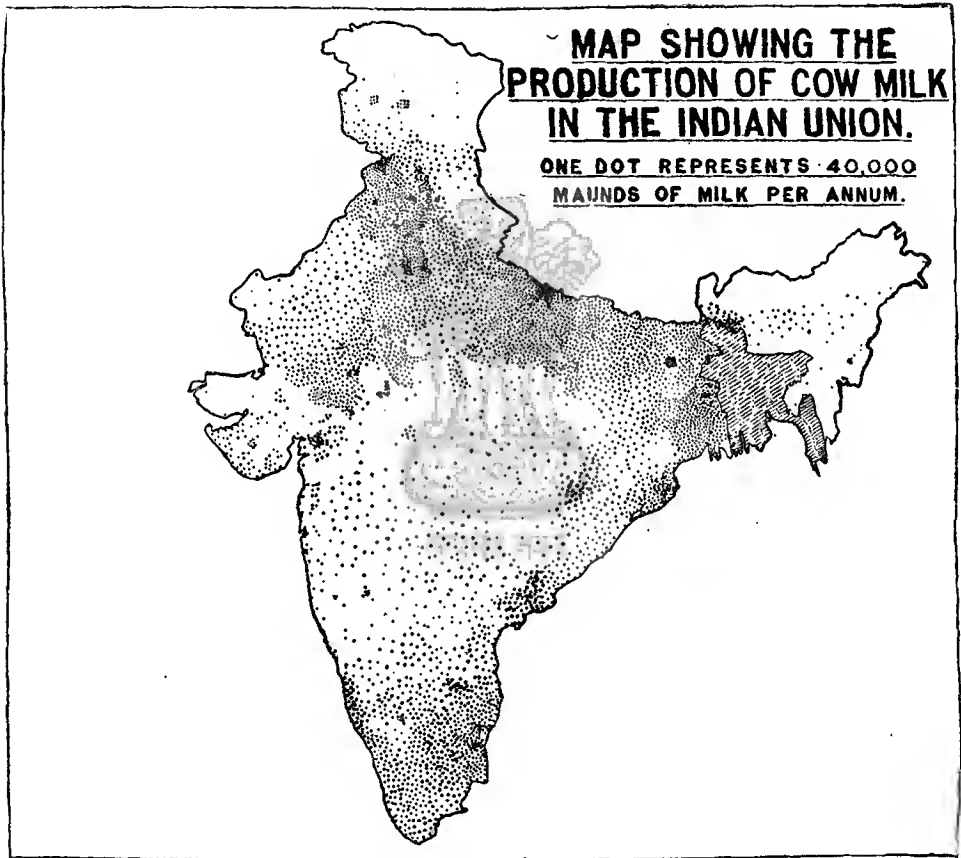 MAP SHOWING THE
PRODUCTION OF COW MILK
IN THE INDIAN UNION.
ONE DOT REPRESENTS 40,000
MAUNDS OF MILK PER ANNUM.